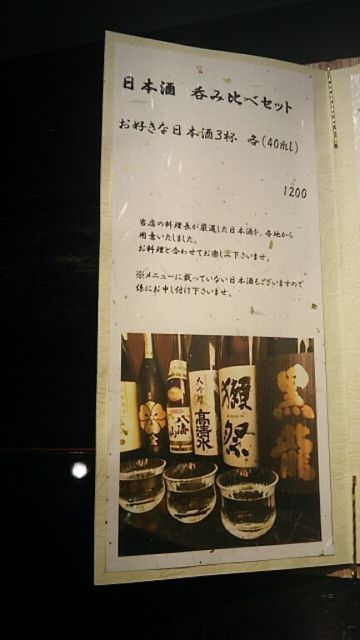 日本酒 呑み比べセット
お好きな日本酒3杯 各(40ml)
1200
当店の料理長が厳選した日本酒を、各地から
用意いたしました。
お料理と合わせてお楽しみ下さいませ。
※メニューに載っていない日本酒もございますので
係にお申し付け下さいませ。
八海山
大吟醸
高清水
獺祭
黒龍